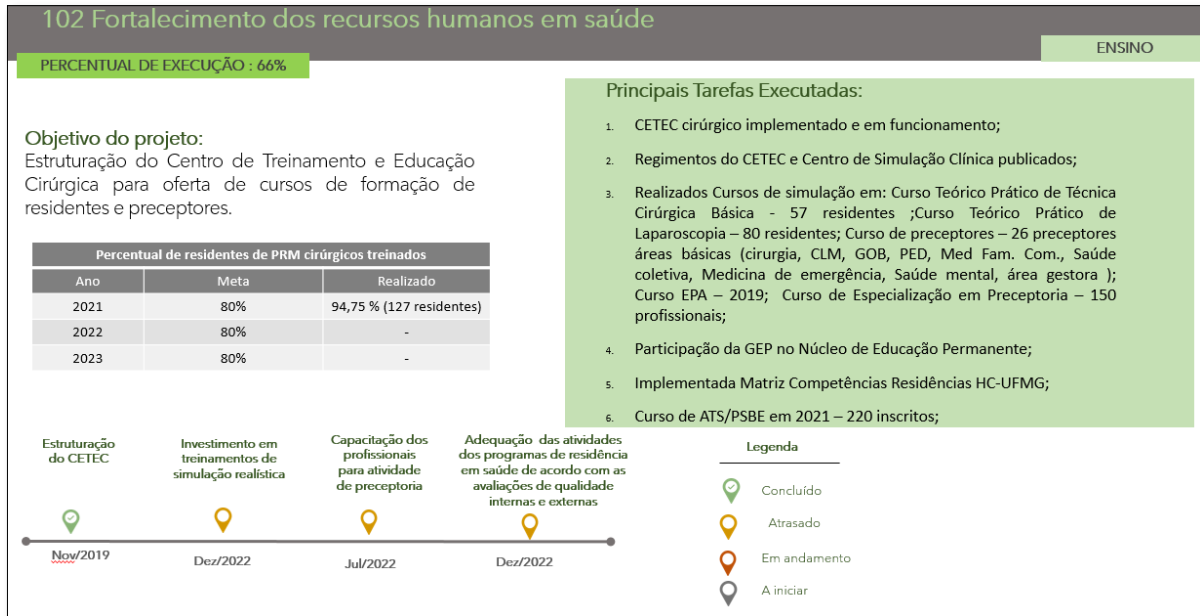 102 Fortalecimento dos recursos humanos em saúde
ENSINO
PERCENTUAL DE EXECUÇÃO : 66%
Objetivo do projeto:
Estruturação do Centro de Treinamento e Educação
Cirúrgica para oferta de cursos de formação de
residentes e preceptores.
Percentual de residentes de PRM cirúrgicos treinados
Ano Meta Realizado
2021 80% 94,75 % (127 residentes)
2022 80% -
2023 80% -
Principais Tarefas Executadas:
1. CETEC cirúrgico implementado e em funcionamento;
2. Regimentos do CETEC e Centro de Simulação Clínica publicados;
3. Realizados Cursos de simulação em: Curso Teórico Prático de Técnica
Cirúrgica Básica - 57 residentes ;Curso Teórico Prático de
Laparoscopia – 80 residentes; Curso de preceptores – 26 preceptores
áreas básicas (cirurgia, CLM, GOB, PED, Med Fam. Com., Saúde
coletiva, Medicina de emergência, Saúde mental, área gestora );
Curso EPA – 2019; Curso de Especialização em Preceptoria – 150
profissionais;
4. Participação da GEP no Núcleo de Educação Permanente;
5. Implementada Matriz Competências Residências HC-UFMG;
6. Curso de ATS/PSBE em 2021 – 220 inscritos;
Estruturação
do CETEC
Nov/2019
Investimento em
treinamentos de
simulação realística
Dez/2022
Capacitação dos
profissionais
para atividade
de preceptoria
Jul/2022
Adequação das atividades
dos programas de residência
em saúde de acordo com as
avaliações de qualidade
internas e externas
Dez/2022
Legenda
Concluído
Atrasado
Em andamento
A iniciar